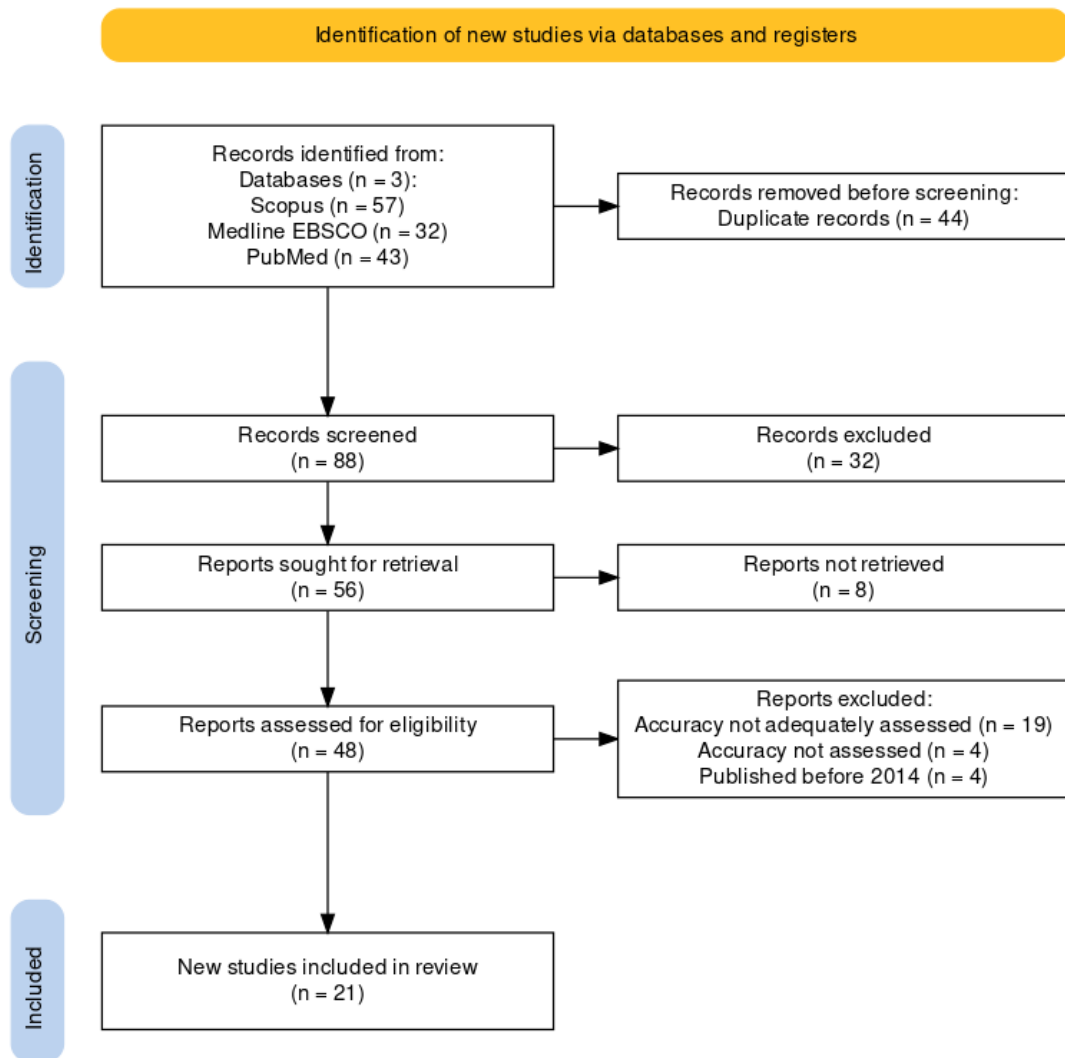 Identification of new studies via databases and registers
Identification
Records identified from:
Databases (n = 3):
Scopus (n = 57)
Medline EBSCO (n = 32)
PubMed (n = 43)
Records removed before screening:
Duplicate records (n = 44)
Screening
Records screened
(n = 88)
Records excluded
(n = 32)
Reports sought for retrieval
(n = 56)
Reports not retrieved
(n = 8)
Reports assessed for eligibility
(n = 48)
Reports excluded:
Accuracy not adequately assessed (n = 19)
Accuracy not assessed (n = 4)
Published before 2014 (n = 4)
Included
New studies included in review
(n = 21)